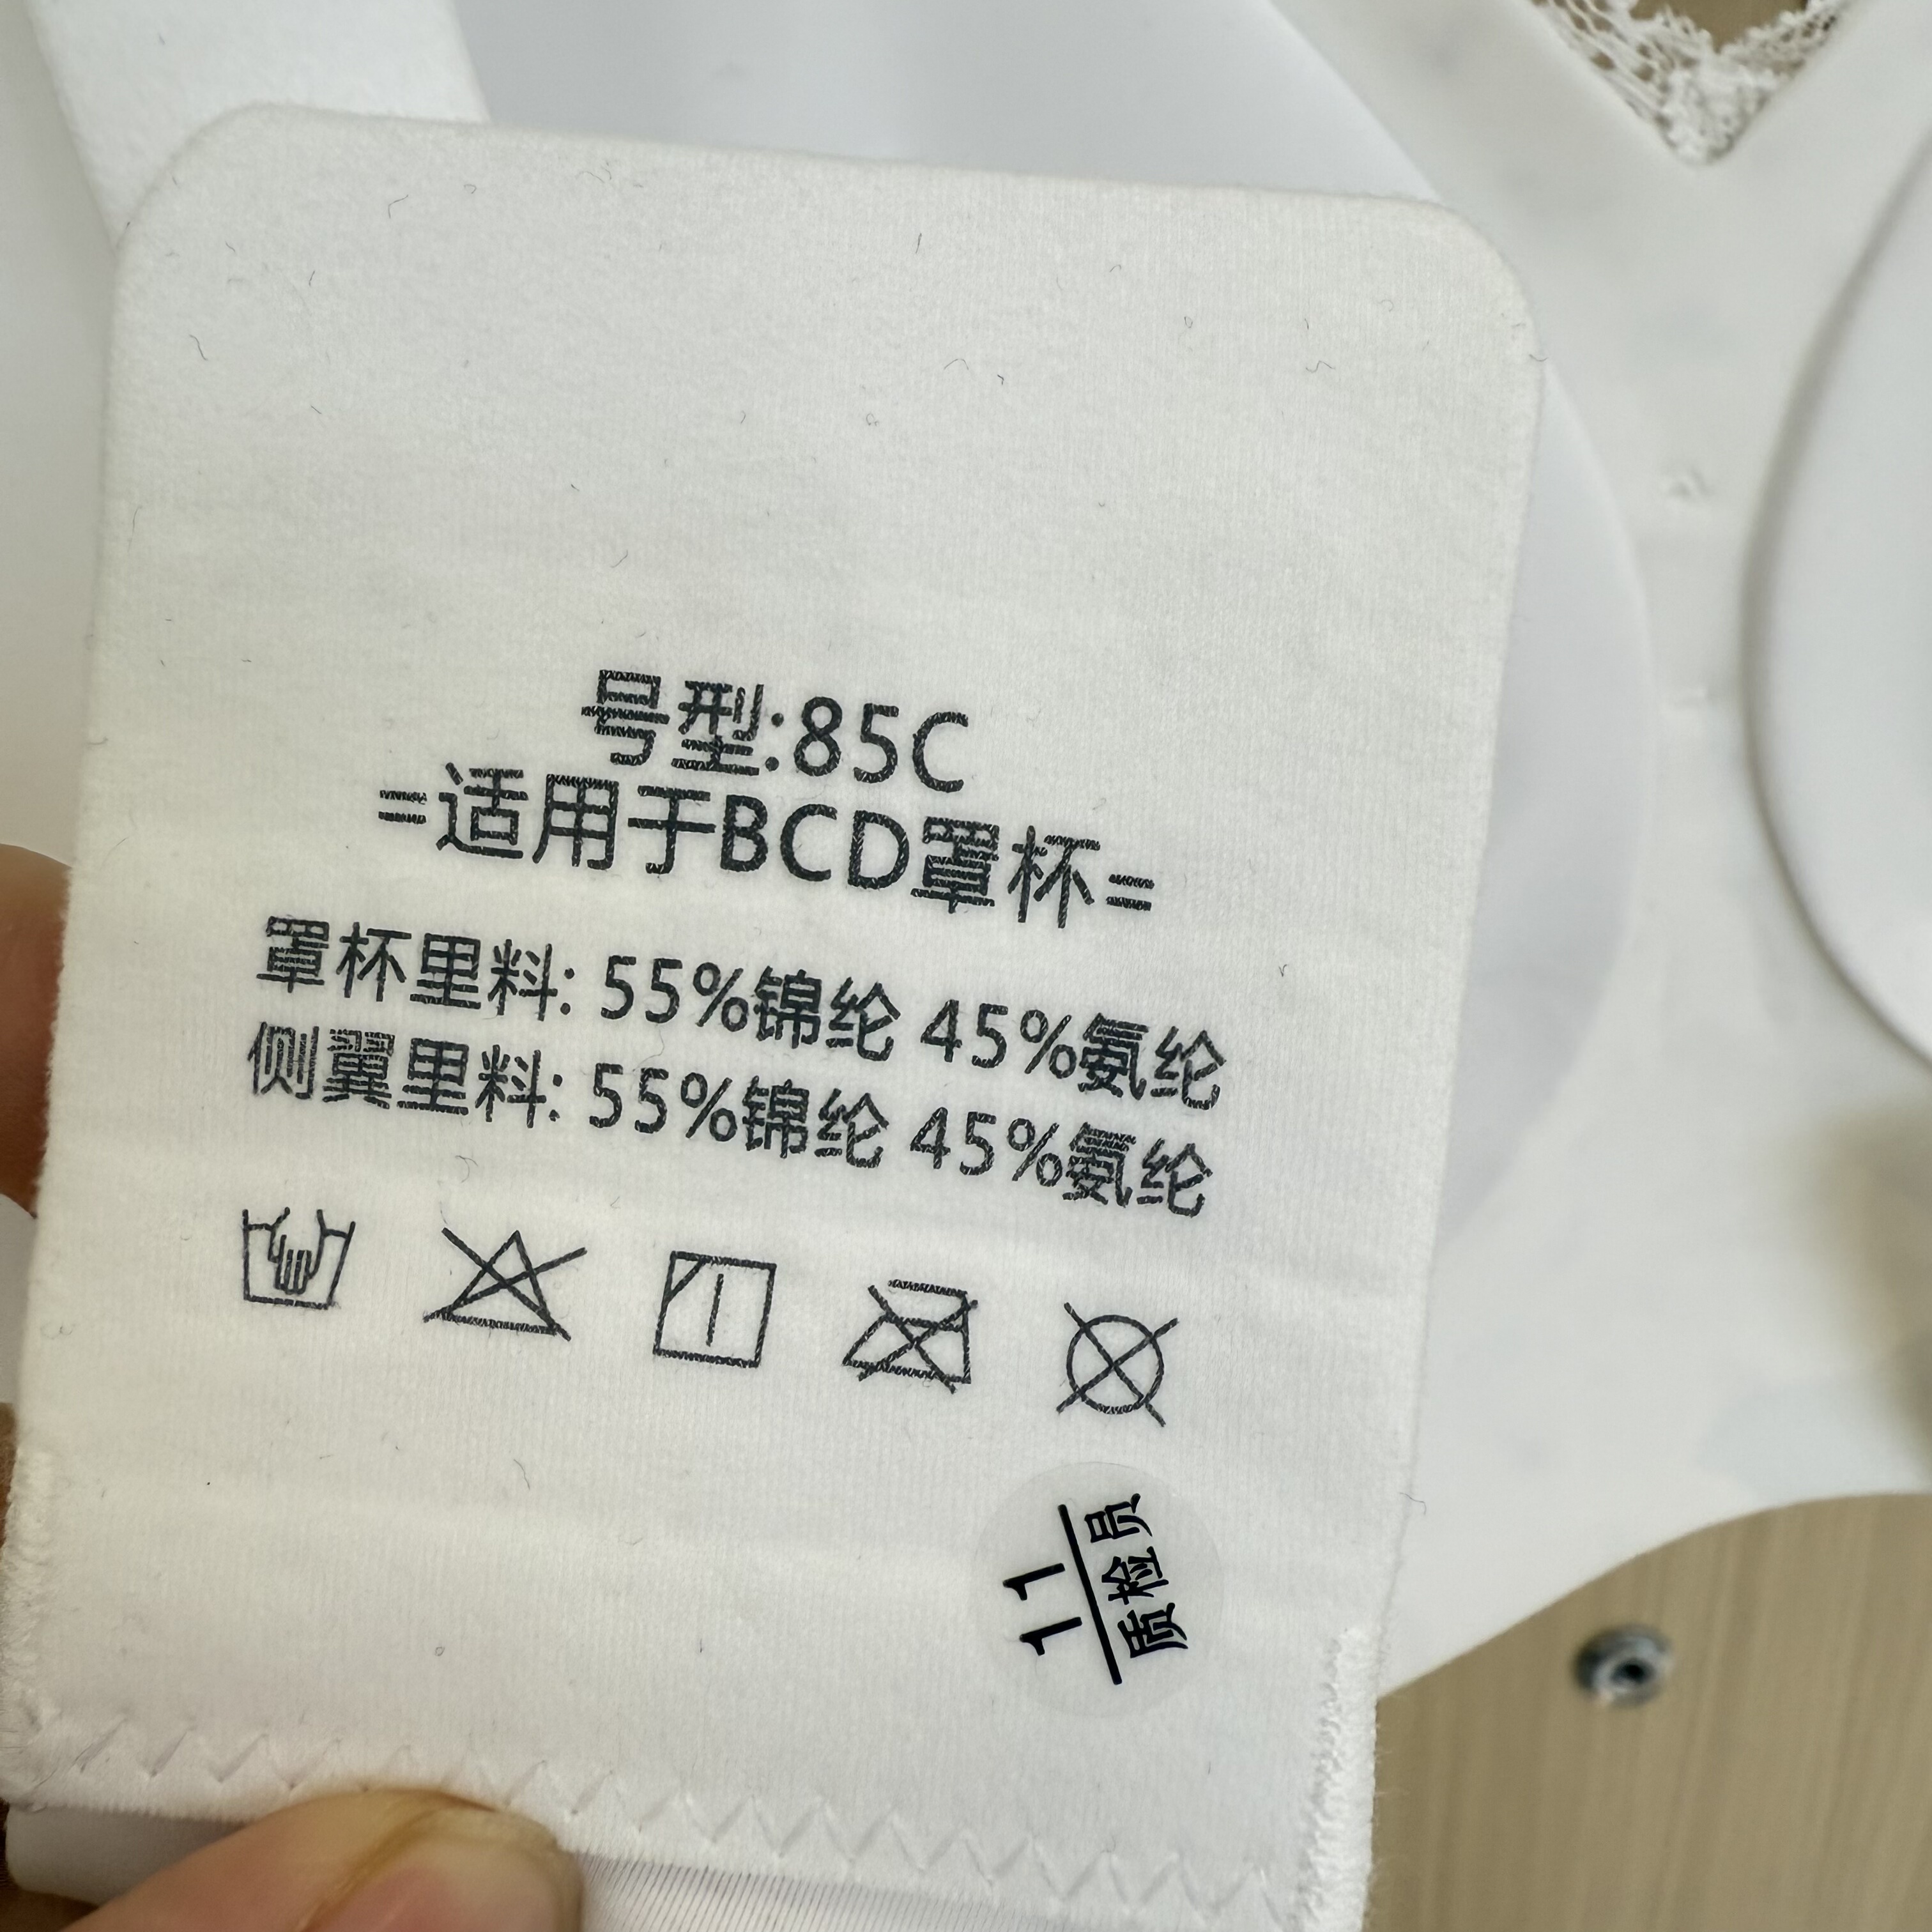 号型:85C
=适用于BCD罩杯=
罩杯里料: 55%锦纶 45%氨纶
侧翼里料: 55%锦纶 45%氨纶
11
质检员